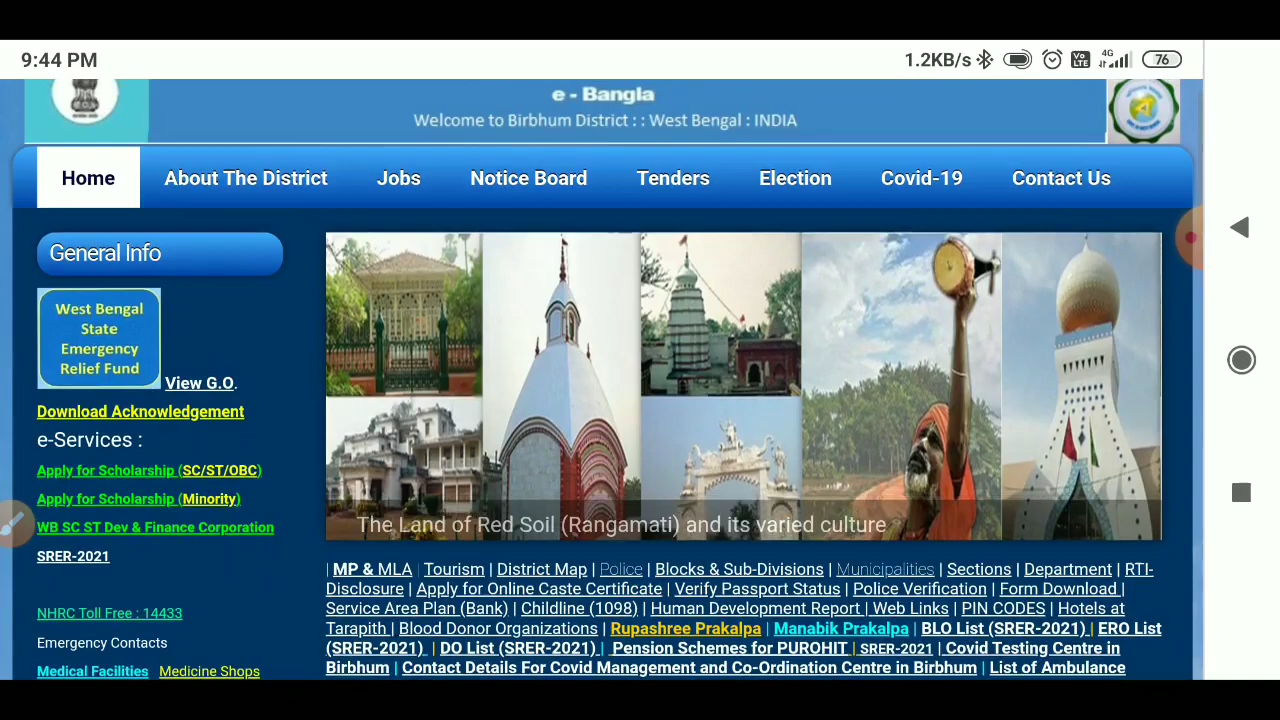 9:44 PM
1.2KB/s
4G
Vo LTE
76
e - Bangla
Welcome to Birbhum District : : West Bengal : INDIA
Home
About The District
Jobs
Notice Board
Tenders
Election
Covid-19
Contact Us
General Info
West Bengal
State
Emergency
Relief Fund
View G.O.
Download Acknowledgement
e-Services :
Apply for Scholarship (SC/ST/OBC)
Apply for Scholarship (Minority)
WB SC ST Dev & Finance Corporation
SRER-2021
NHRC Toll Free : 14433
Emergency Contacts
Medical Facilities Medicine Shops
The Land of Red Soil (Rangamati) and its varied culture
| MP & MLA | Tourism | District Map | Police | Blocks & Sub-Divisions | Municipalities | Sections | Department | RTI-
Disclosure | Apply for Online Caste Certificate | Verify Passport Status | Police Verification | Form Download |
Service Area Plan (Bank) | Childline (1098) | Human Development Report | Web Links | PIN CODES | Hotels at
Tarapith | Blood Donor Organizations | Rupashree Prakalpa | Manabik Prakalpa | BLO List (SRER-2021) | ERO List
(SRER-2021) | DO List (SRER-2021) | Pension Schemes for PUROHIT | SRER-2021 | Covid Testing Centre in
Birbhum | Contact Details For Covid Management and Co-Ordination Centre in Birbhum | List of Ambulance